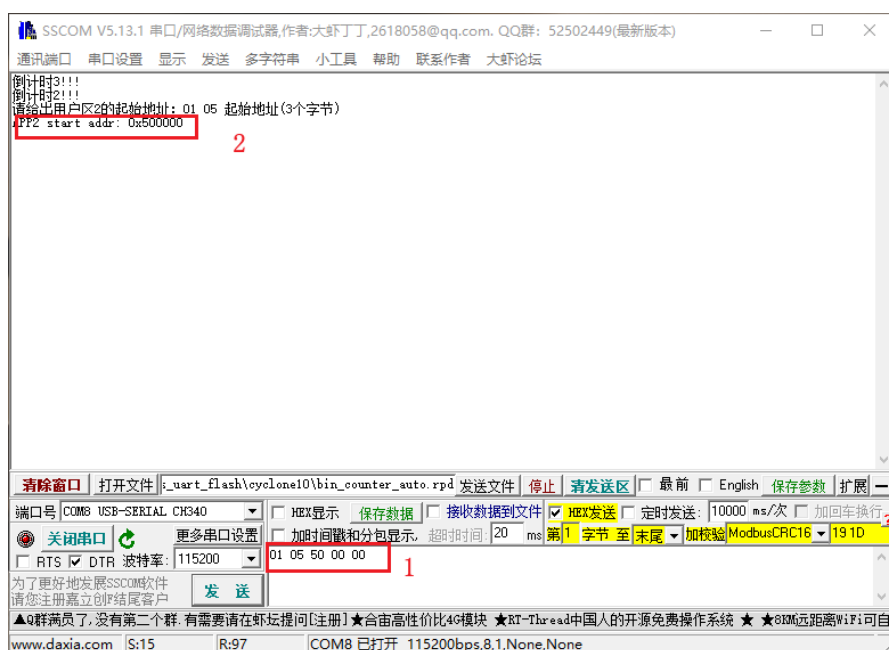 SSCOM V5.13.1 串口/网络数据调试器,作者:大虾丁丁,2618058@qq.com. QQ群: 52502449(最新版本)
通讯端口 串口设置 显示 发送 多字符串 小工具 帮助 联系作者 大虾论坛
倒计时3!!!
倒计时2!!!
请给出用户区2的起始地址: 01 05 起始地址(3个字节)
APP2 start addr: 0x500000
2
清除窗口 打开文件 s_uart_flash\cyclone10\bin_counter_auto.rpd 发送文件 停止 清发送区 最前 English 保存参数 扩展 —
端口号 COM8 USB-SERIAL CH340 HEX显示 保存数据 接收数据到文件 HEX发送 定时发送: 10000 ms/次 加回车换行
关闭串口 更多串口设置 加时间戳和分包显示, 超时时间: 20 ms 第 1 字节 至 末尾 加校验 ModbusCRC16 19 1D
RTS DTR 波特率: 115200 01 05 50 00 00
1
为了更好地发展SSCOM软件
请您注册嘉立创F结尾客户
发 送
▲Q群满员了,没有第二个群.有需要请在虾坛提问[注册]★合宙高性价比4G模块 ★RT-Thread中国人的开源免费操作系统 ★ ★8KM远距离WiFi可自
www.daxia.com S:15 R:97 COM8 已打开 115200bps,8,1,None,None